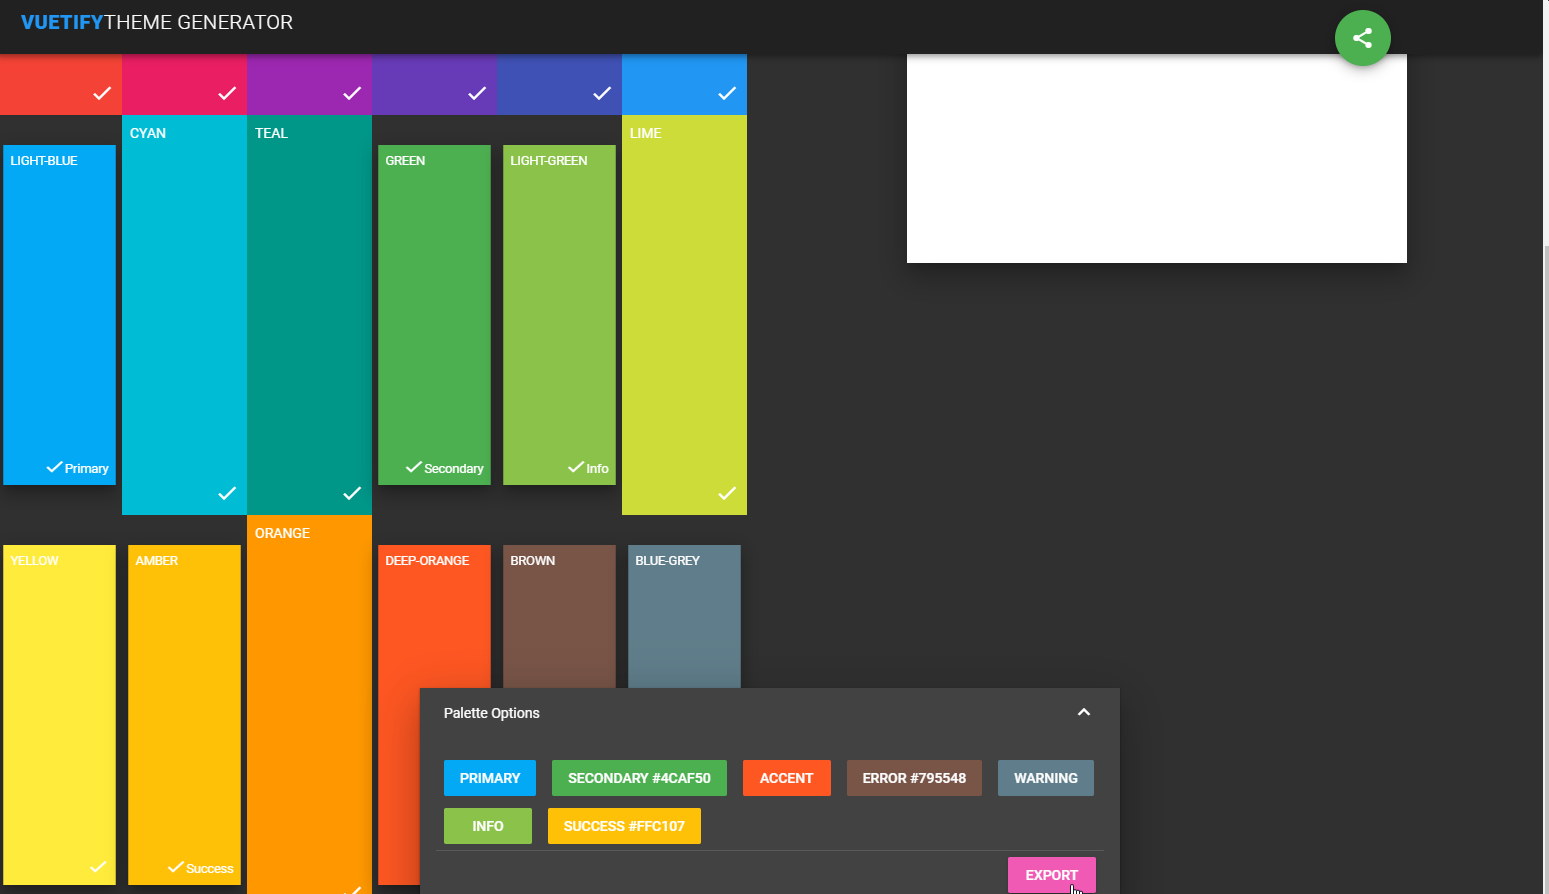 VUETIFYTHEME GENERATOR
CYAN
TEAL
LIME
LIGHT-BLUE
GREEN
LIGHT-GREEN
Primary
Secondary
Info
ORANGE
YELLOW
AMBER
DEEP-ORANGE
BROWN
BLUE-GREY
Success
Palette Options
PRIMARY
SECONDARY #4CAF50
ACCENT
ERROR #795548
WARNING
INFO
SUCCESS #FFC107
EXPORT